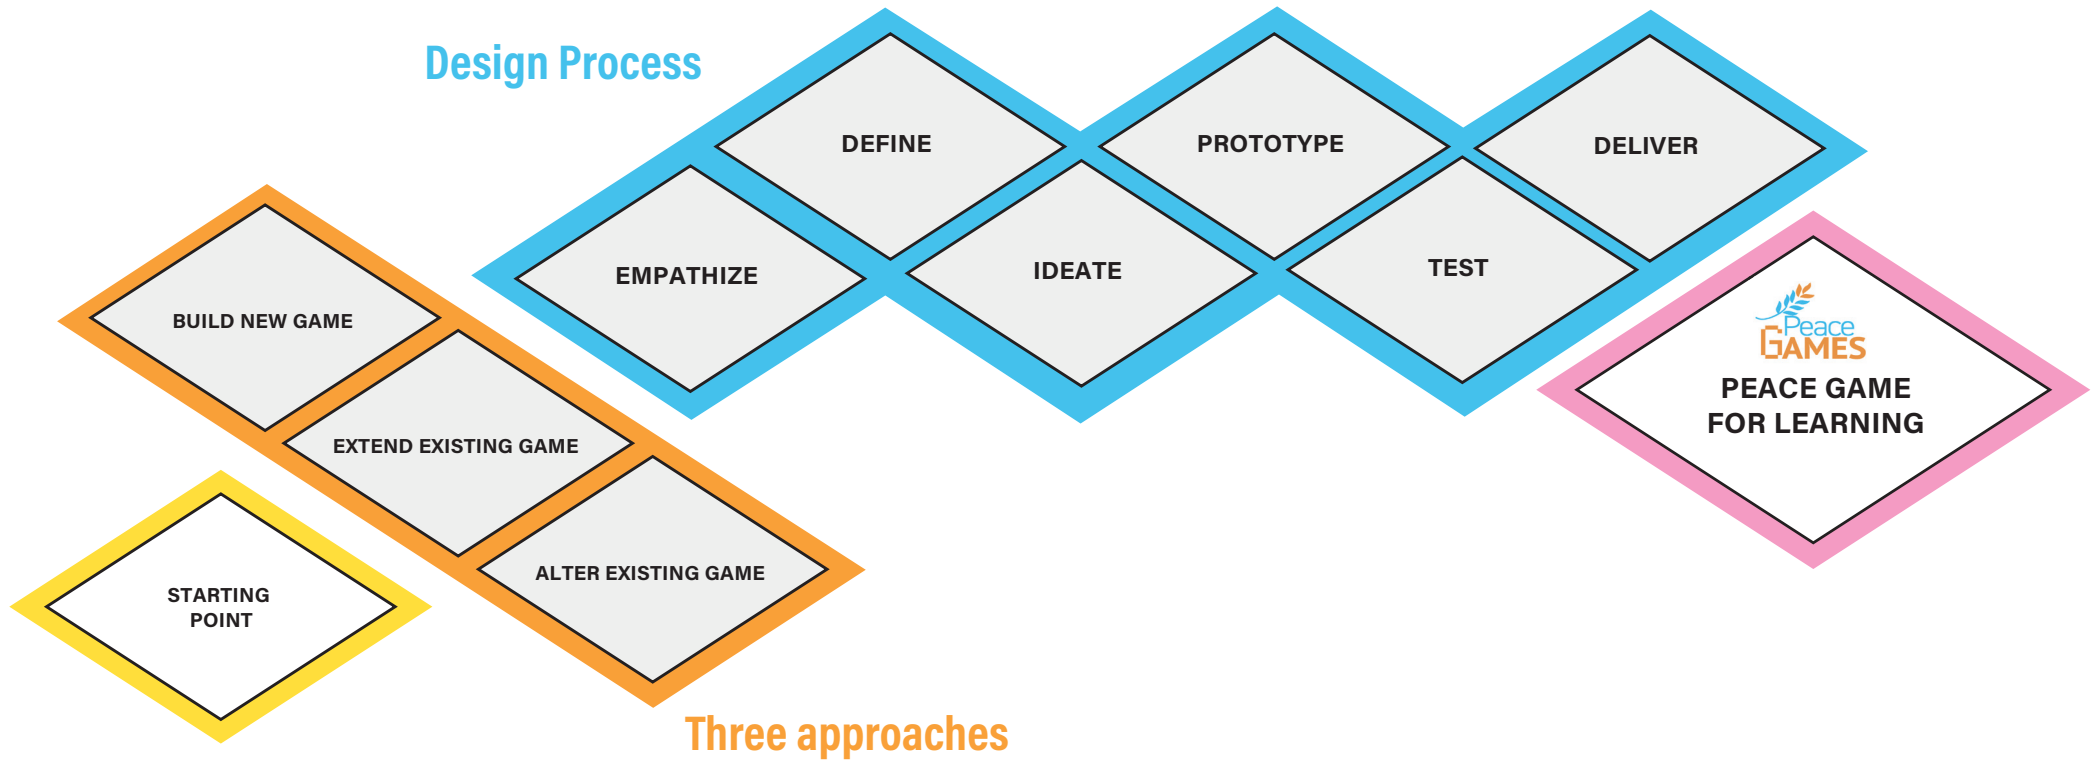 Design Process
DEFINE
PROTOTYPE
DELIVER
EMPATHIZE
IDEATE
TEST
BUILD NEW GAME
EXTEND EXISTING GAME
ALTER EXISTING GAME
STARTING
POINT
Three approaches
Peace
GAMES
PEACE GAME
FOR LEARNING